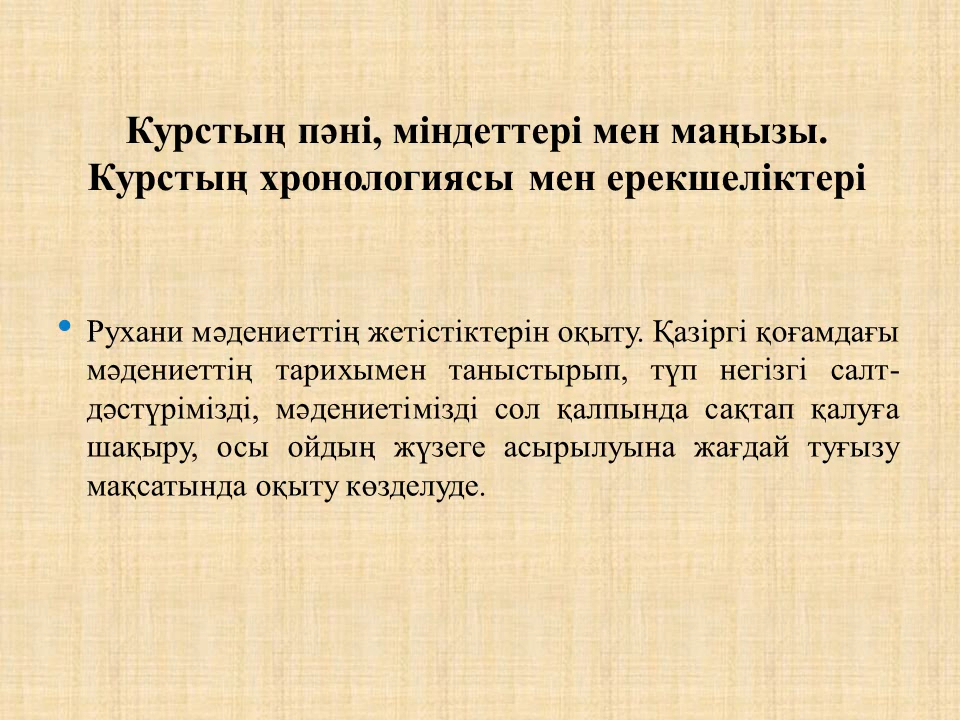 Курстың пәні, міндеттері мен маңызы.
Курстың хронологиясы мен ерекшеліктері
• Рухани мәдениеттің жетістіктерін оқыту. Қазіргі қоғамдағы
мәдениеттің тарихымен таныстырып, түп негізгі салт-
дәстүрімізді, мәдениетімізді сол қалпында сақтап қалуға
шақыру, осы ойдың жүзеге асырылуына жағдай туғызу
мақсатында оқыту көзделуде.